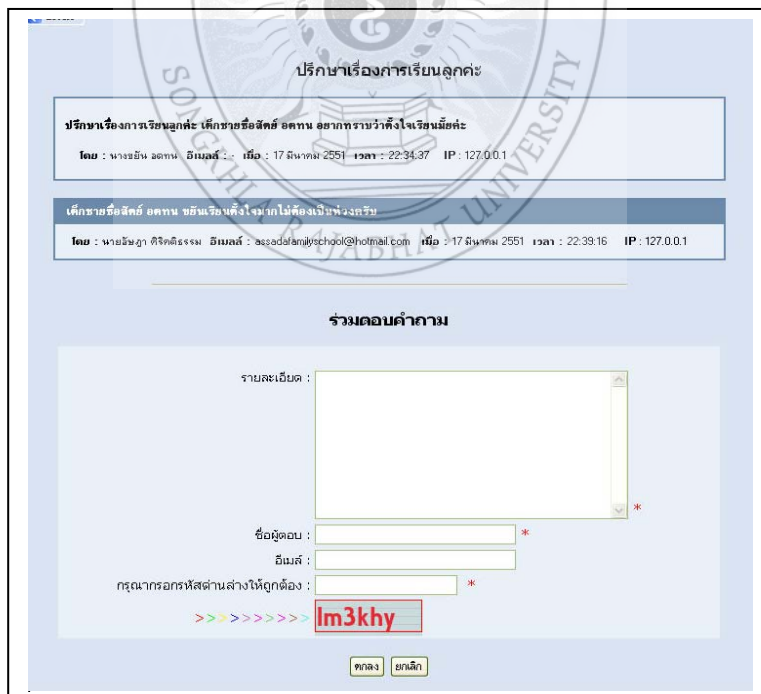 ปรึกษาเรื่องการเรียนลูกค่ะ
ปรึกษาเรื่องการเรียนลูกค่ะ เด็กชายซื่อสัตย์ อดทน อยากทราบว่าตั้งใจเรียนมั้ยค่ะ
โดย : นางขยัน อดทน อีเมลล์ : - เมื่อ : 17 มีนาคม 2551 เวลา : 22:34:37 IP : 127.0.0.1
เด็กชายซื่อสัตย์ อดทน ขยันเรียนตั้งใจมากไม่ต้องเป็นห่วงครับ
โดย : นายอัษฎา ศิริกติธรรม อีเมลล์ : assadafamilyschool@hotmail.com เมื่อ : 17 มีนาคม 2551 เวลา : 22:39:16 IP : 127.0.0.1
SONGKHLA RAJABHAT UNIVERSITY
ร่วมตอบคำถาม
รายละเอียด :
*
ชื่อผู้ตอบ : *
อีเมล์ :
กรุณากรอกรหัสด่านล่างให้ถูกต้อง : *
>>>>>>>>>> lm3khy
ตกลง ยกเลิก